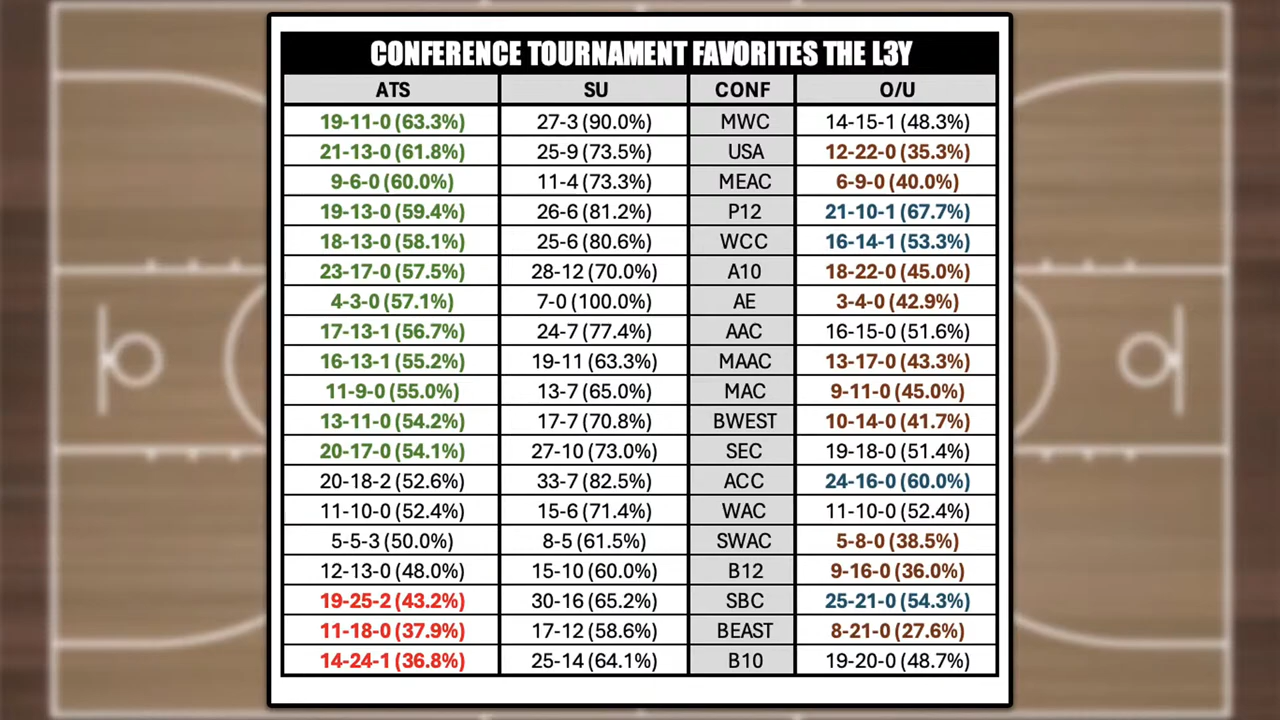 CONFERENCE TOURNAMENT FAVORITES THE L3Y
ATS SU CONF O/U
19-11-0 (63.3%) 27-3 (90.0%) MWC 14-15-1 (48.3%)
21-13-0 (61.8%) 25-9 (73.5%) USA 12-22-0 (35.3%)
9-6-0 (60.0%) 11-4 (73.3%) MEAC 6-9-0 (40.0%)
19-13-0 (59.4%) 26-6 (81.2%) P12 21-10-1 (67.7%)
18-13-0 (58.1%) 25-6 (80.6%) WCC 16-14-1 (53.3%)
23-17-0 (57.5%) 28-12 (70.0%) A10 18-22-0 (45.0%)
4-3-0 (57.1%) 7-0 (100.0%) AE 3-4-0 (42.9%)
17-13-1 (56.7%) 24-7 (77.4%) AAC 16-15-0 (51.6%)
16-13-1 (55.2%) 19-11 (63.3%) MAAC 13-17-0 (43.3%)
11-9-0 (55.0%) 13-7 (65.0%) MAC 9-11-0 (45.0%)
13-11-0 (54.2%) 17-7 (70.8%) BWEST 10-14-0 (41.7%)
20-17-0 (54.1%) 27-10 (73.0%) SEC 19-18-0 (51.4%)
20-18-2 (52.6%) 33-7 (82.5%) ACC 24-16-0 (60.0%)
11-10-0 (52.4%) 15-6 (71.4%) WAC 11-10-0 (52.4%)
5-5-3 (50.0%) 8-5 (61.5%) SWAC 5-8-0 (38.5%)
12-13-0 (48.0%) 15-10 (60.0%) B12 9-16-0 (36.0%)
19-25-2 (43.2%) 30-16 (65.2%) SBC 25-21-0 (54.3%)
11-18-0 (37.9%) 17-12 (58.6%) BEAST 8-21-0 (27.6%)
14-24-1 (36.8%) 25-14 (64.1%) B10 19-20-0 (48.7%)